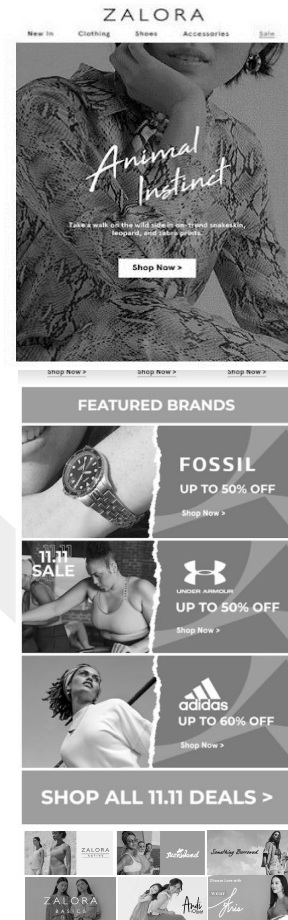 ZALORA
New In Clothing Shoes Accessories Sale
Animal
Instinct
Take a walk on the wild side in on-trend snakeskin,
leopard, and zebra prints.
Shop Now >
Shop Now > Shop Now > Shop Now >
FEATURED BRANDS
FOSSIL
UP TO 50% OFF
Shop Now >
11.11
SALE
UNDER ARMOUR
UP TO 50% OFF
Shop Now >
adidas
UP TO 60% OFF
Shop Now >
SHOP ALL 11.11 DEALS >
ZALORA
Something Borrowed
ZALORA
BASICS